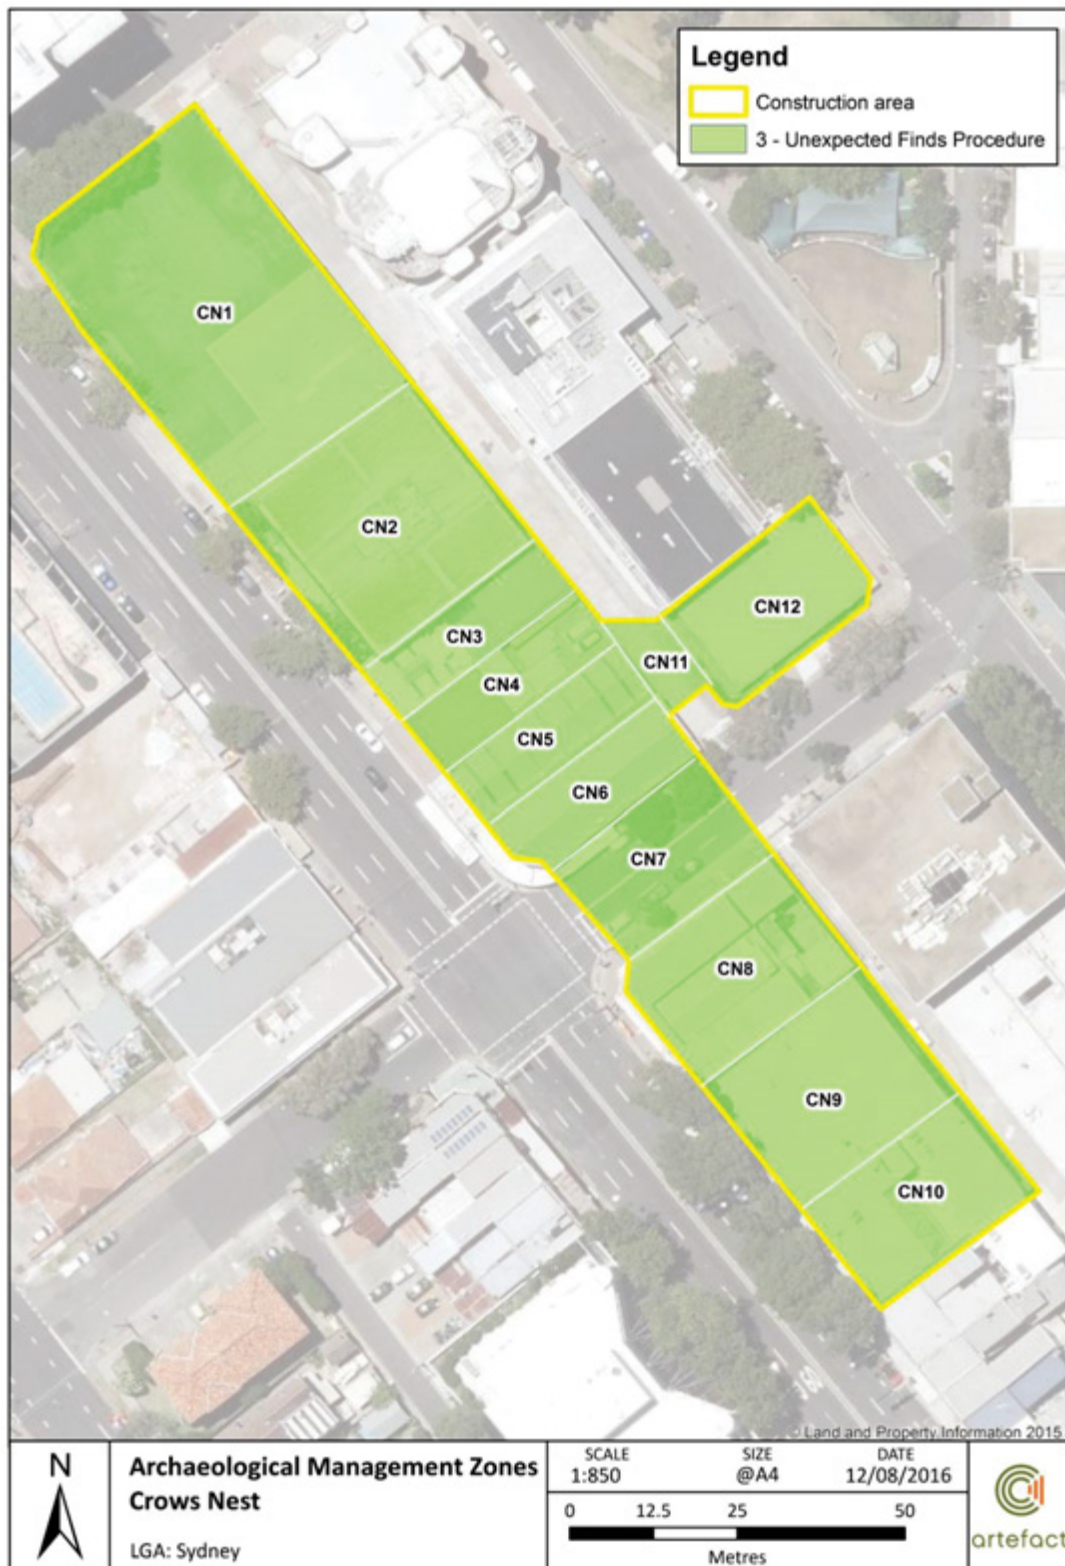 Legend
Construction area
3 - Unexpected Finds Procedure
CN1
CN2
CN3
CN4
CN5
CN6
CN7
CN8
CN9
CN10
CN11
CN12
© Land and Property Information 2015
N
Archaeological Management Zones
Crows Nest
LGA: Sydney
SCALE
1:850
SIZE
@A4
DATE
12/08/2016
0 12.5 25 50
Metres
artefact